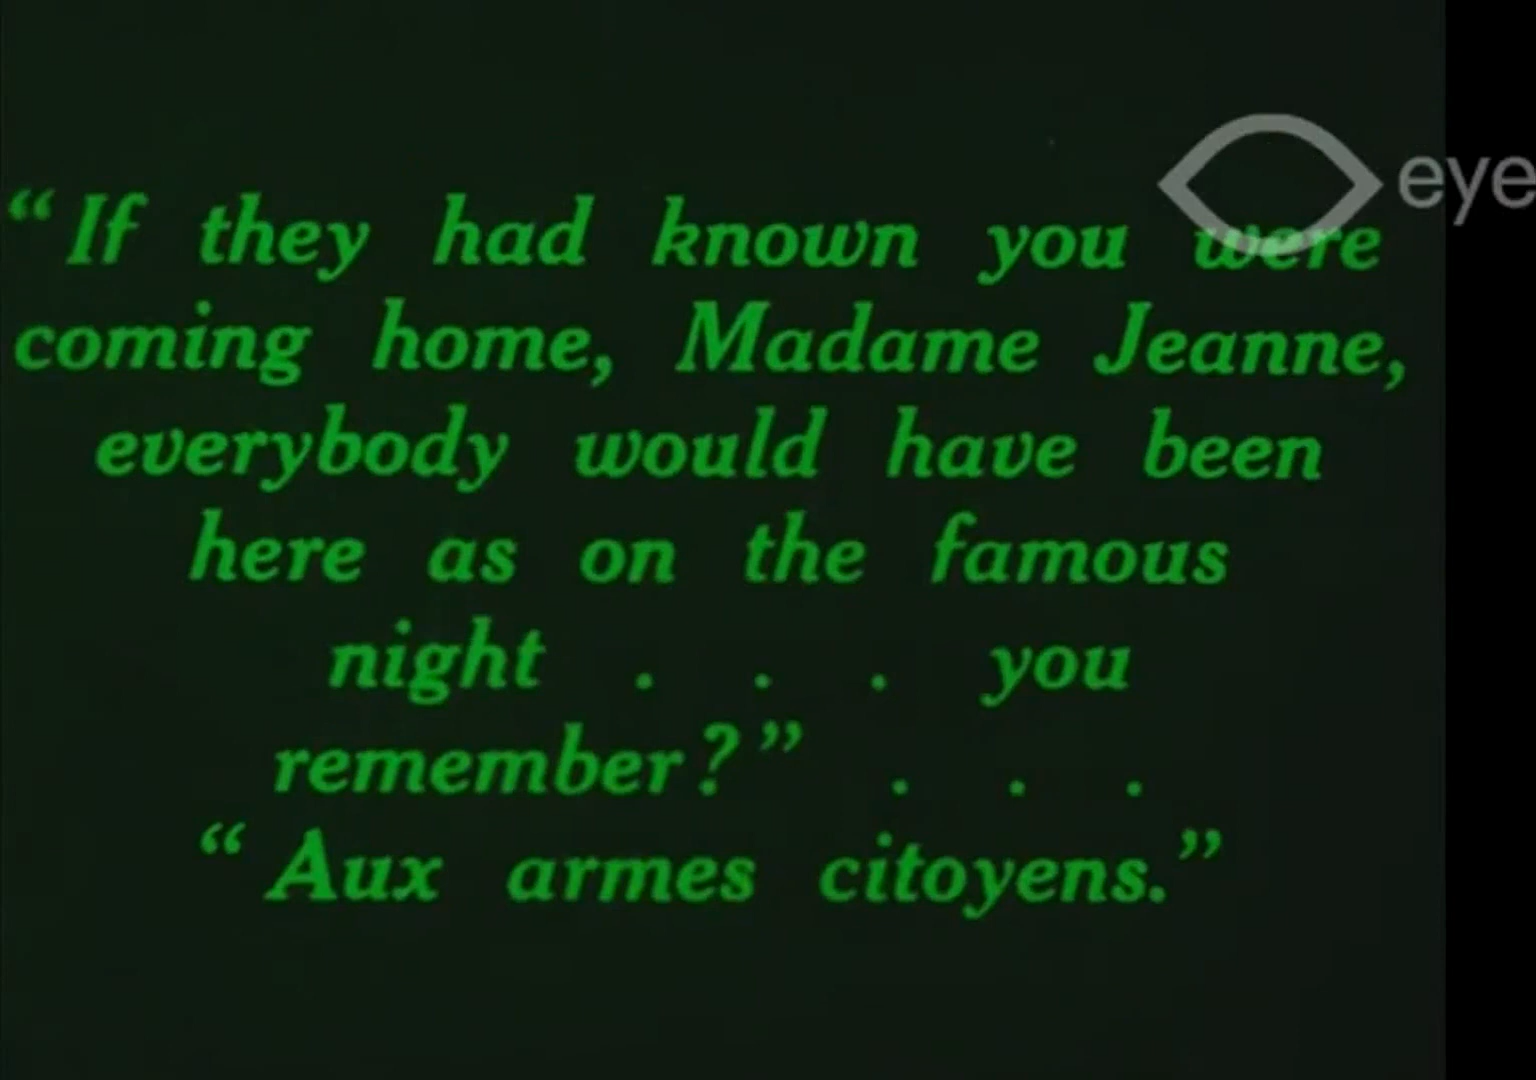 “If they had known you were
coming home, Madame Jeanne,
everybody would have been
here as on the famous
night . . . you
remember?” . . .
“Aux armes citoyens.”
eye